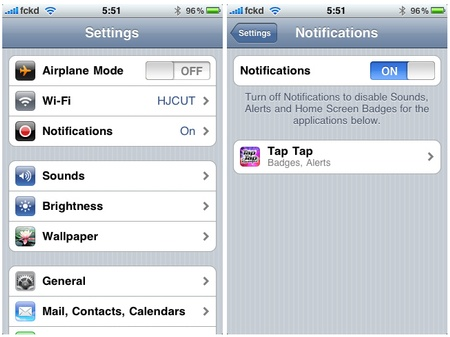 fckd 5:51 96%
Settings
Airplane Mode OFF
Wi-Fi HJCUT
Notifications On
Sounds
Brightness
Wallpaper
General
Mail, Contacts, Calendars
fckd 5:51 96%
Settings Notifications
Notifications ON
Turn off Notifications to disable Sounds,
Alerts and Home Screen Badges for the
applications below.
Tap Tap
Tap Tap
Badges, Alerts